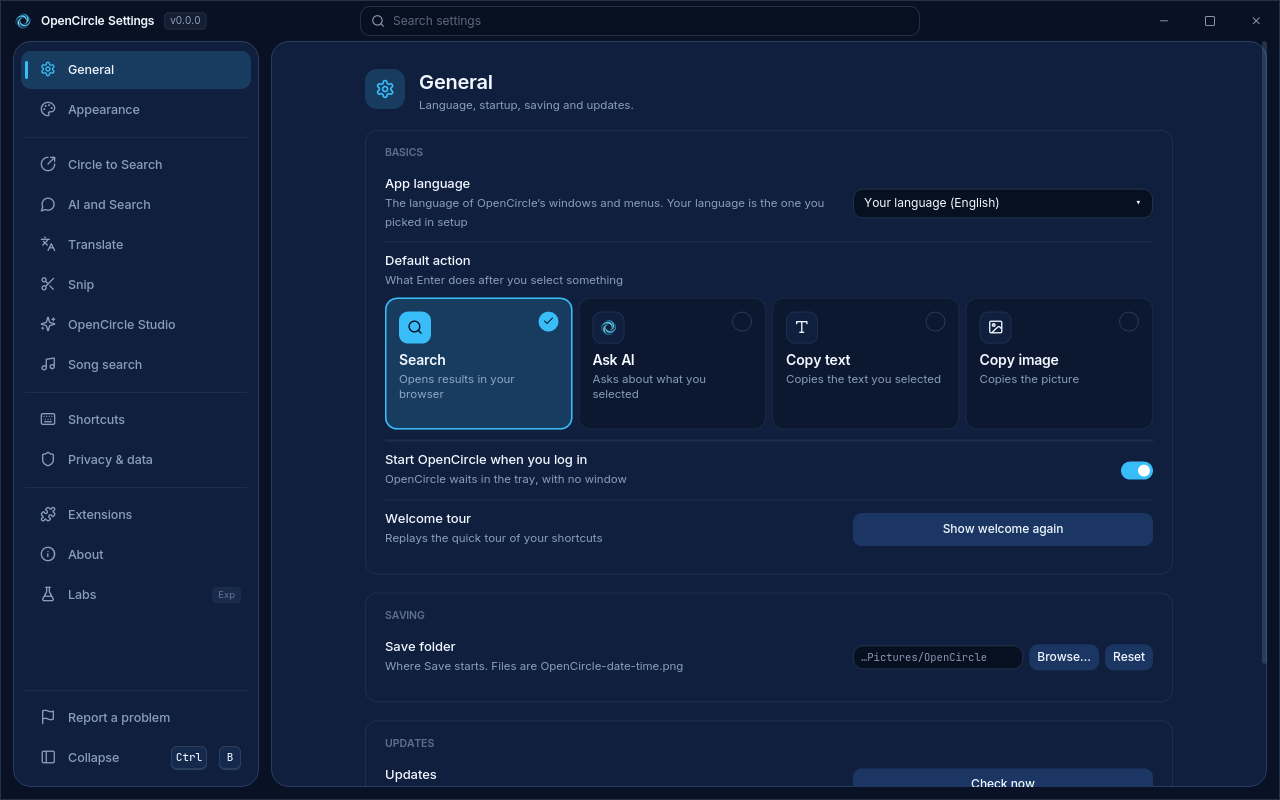 OpenCircle Settings v0.0.0
Search settings
General
Appearance
Circle to Search
AI and Search
Translate
Snip
OpenCircle Studio
Song search
Shortcuts
Privacy & data
Extensions
About
Labs Exp
Report a problem
Collapse Ctrl B
General
Language, startup, saving and updates.
BASICS
App language
The language of OpenCircle's windows and menus. Your language is the one you
picked in setup
Your language (English)
Default action
What Enter does after you select something
Search
Opens results in your
browser
Ask AI
Asks about what you
selected
Copy text
Copies the text you selected
Copy image
Copies the picture
Start OpenCircle when you log in
OpenCircle waits in the tray, with no window
Welcome tour
Replays the quick tour of your shortcuts
Show welcome again
SAVING
Save folder
Where Save starts. Files are OpenCircle-date-time.png
…Pictures/OpenCircle
Browse...
Reset
UPDATES
Updates
Check now